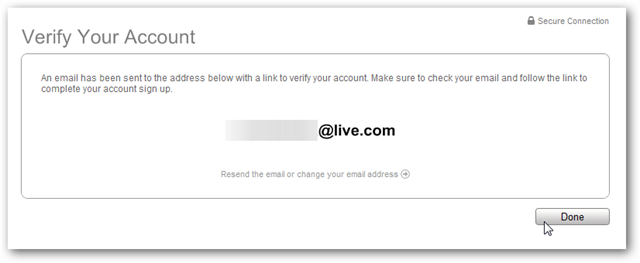 Secure Connection
Verify Your Account
An email has been sent to the address below with a link to verify your account. Make sure to check your email and follow the link to
complete your account sign up.
@live.com
Resend the email or change your email address
Done